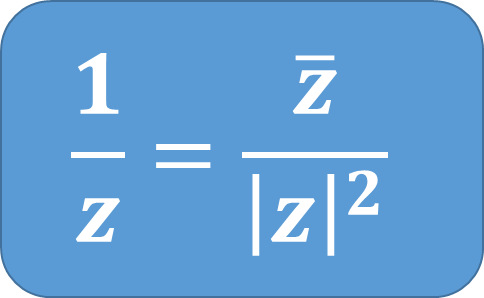 1/z = z̄/|z|²